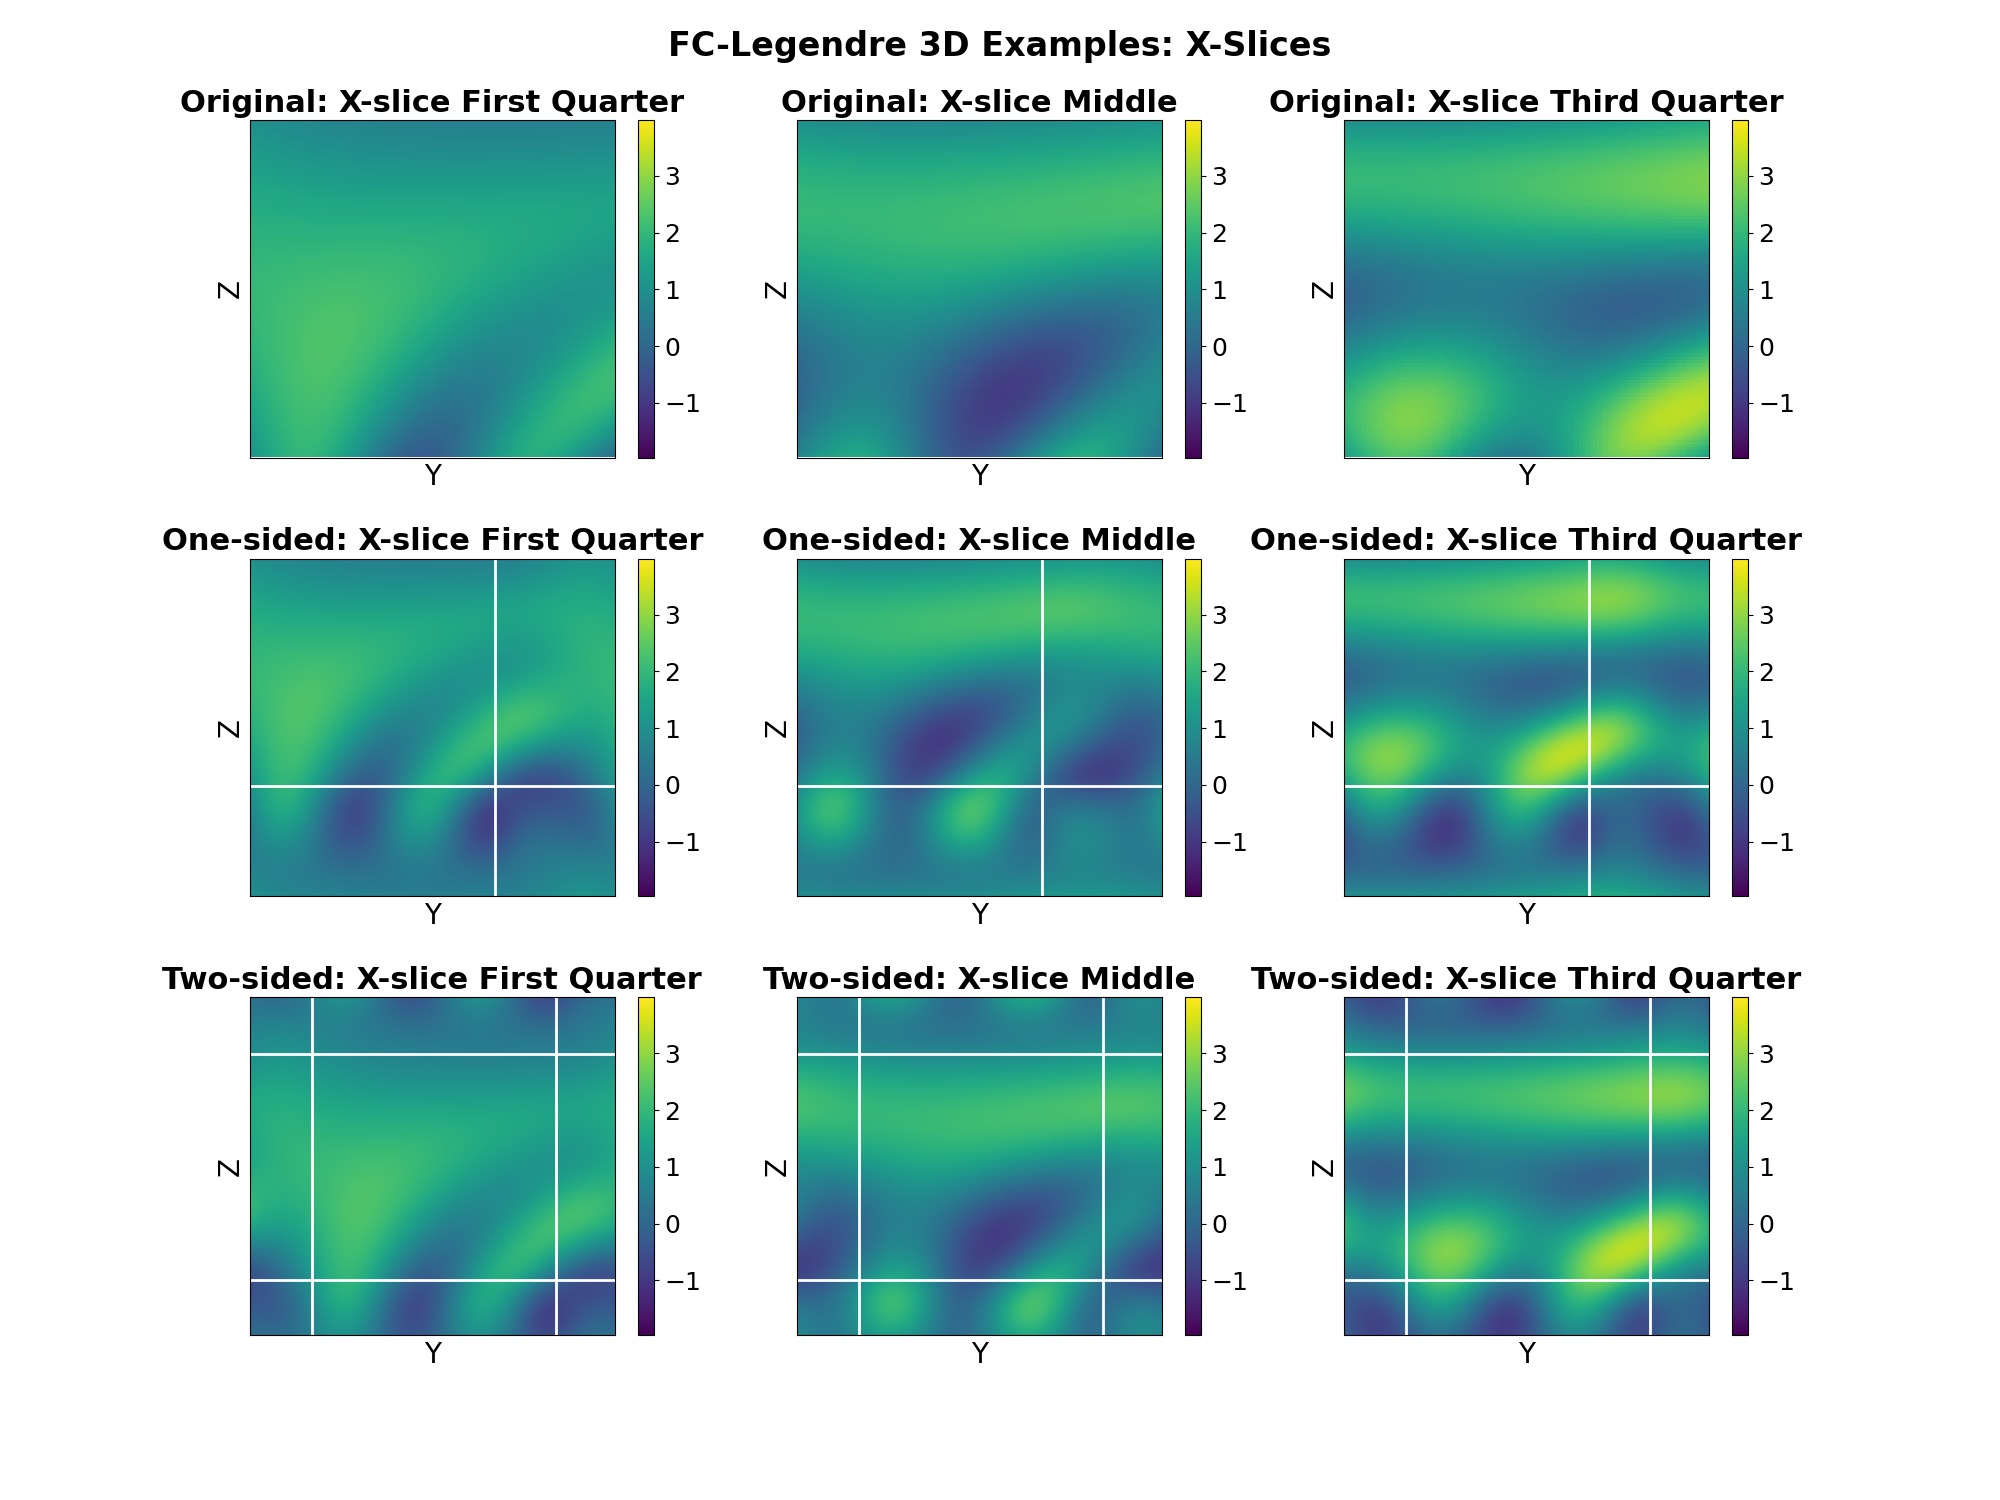 FC-Legendre 3D Examples: X-Slices
Original: X-slice First Quarter
Z
Y
3
2
1
0
−1
Original: X-slice Middle
Z
Y
3
2
1
0
−1
Original: X-slice Third Quarter
Z
Y
3
2
1
0
−1
One-sided: X-slice First Quarter
Z
Y
3
2
1
0
−1
One-sided: X-slice Middle
Z
Y
3
2
1
0
−1
One-sided: X-slice Third Quarter
Z
Y
3
2
1
0
−1
Two-sided: X-slice First Quarter
Z
Y
3
2
1
0
−1
Two-sided: X-slice Middle
Z
Y
3
2
1
0
−1
Two-sided: X-slice Third Quarter
Z
Y
3
2
1
0
−1